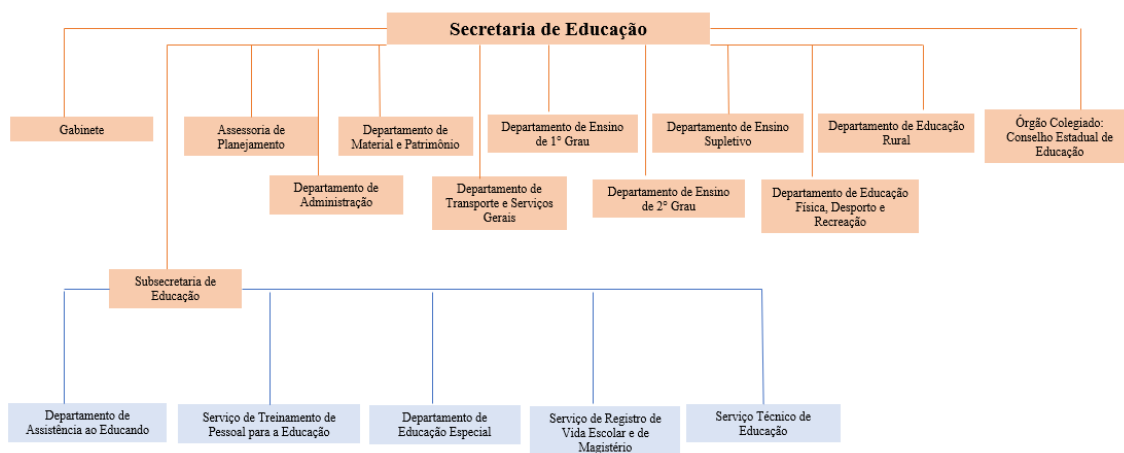 Secretaria de Educação
Gabinete
Assessoria de
Planejamento
Departamento de
Material e Patrimônio
Departamento de Ensino
de 1° Grau
Departamento de Ensino
Supletivo
Departamento de Educação
Rural
Órgão Colegiado:
Conselho Estadual de
Educação
Departamento de
Administração
Departamento de
Transporte e Serviços
Gerais
Departamento de Ensino
de 2° Grau
Departamento de Educação
Física, Desporto e
Recreação
Subsecretaria de
Educação
Departamento de
Assistência ao Educando
Serviço de Treinamento de
Pessoal para a Educação
Departamento de
Educação Especial
Serviço de Registro de
Vida Escolar e de
Magistério
Serviço Técnico de
Educação